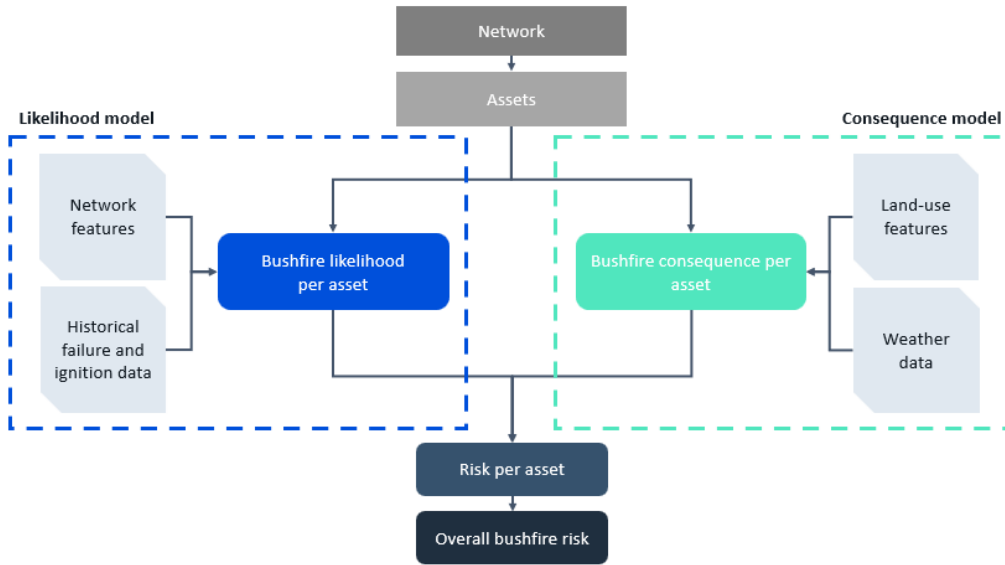 Network
Assets
Likelihood model
Consequence model
Network
features
Land-use
features
Bushfire likelihood
per asset
Bushfire consequence per
asset
Historical
failure and
ignition data
Weather
data
Risk per asset
Overall bushfire risk